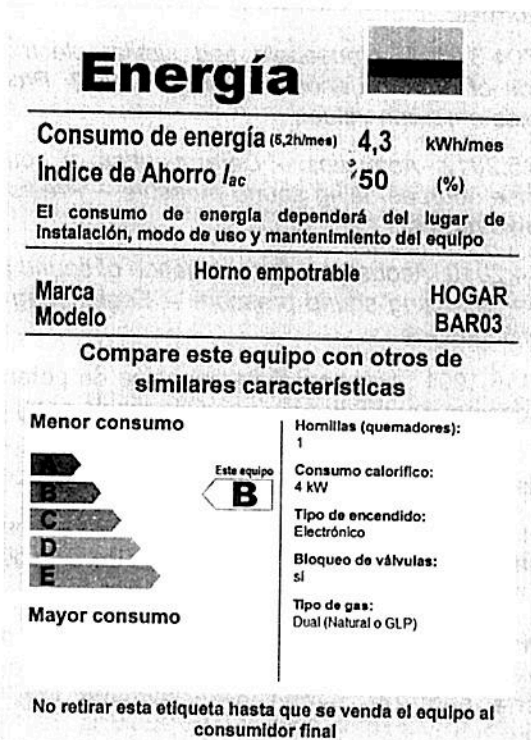 Energía
Consumo de energía (5,2h/mes) 4,3 kWh/mes
Índice de Ahorro Iac 50 (%)
El consumo de energía dependerá del lugar de
instalación, modo de uso y mantenimiento del equipo
Horno empotrable
Marca HOGAR
Modelo BAR03
Compare este equipo con otros de
similares características
Menor consumo
A
B
C
D
E
Mayor consumo
Este equipo
B
Hornillas (quemadores):
1
Consumo calorífico:
4 kW
Tipo de encendido:
Electrónico
Bloqueo de válvulas:
sí
Tipo de gas:
Dual (Natural o GLP)
No retirar esta etiqueta hasta que se venda el equipo al
consumidor final